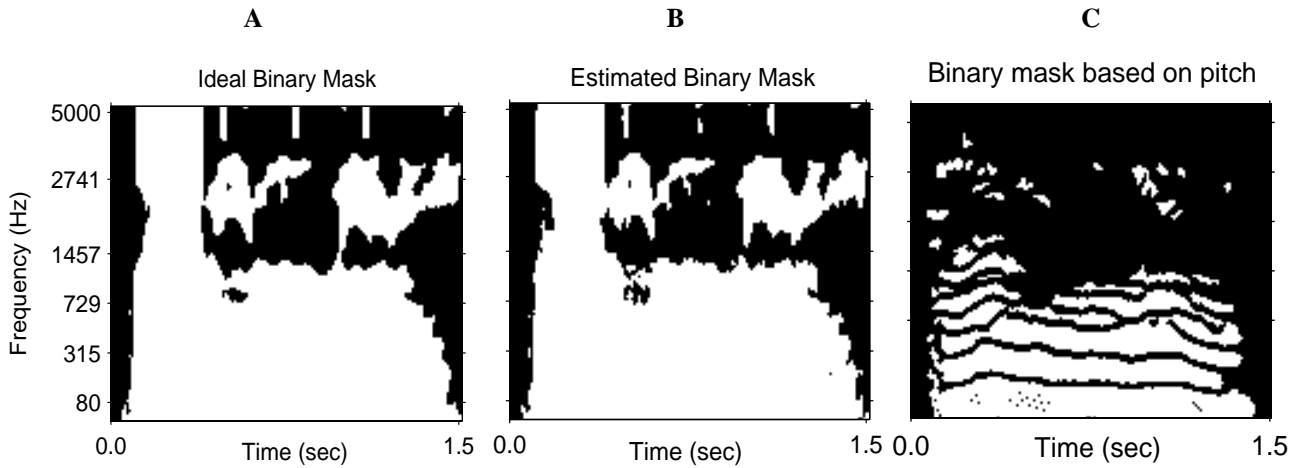 A
B
C
Ideal Binary Mask
Estimated Binary Mask
Binary mask based on pitch
Frequency (Hz)
5000
2741
1457
729
315
80
0.0
Time (sec)
1.5
0.0
Time (sec)
1.5
0.0
Time (sec)
1.5